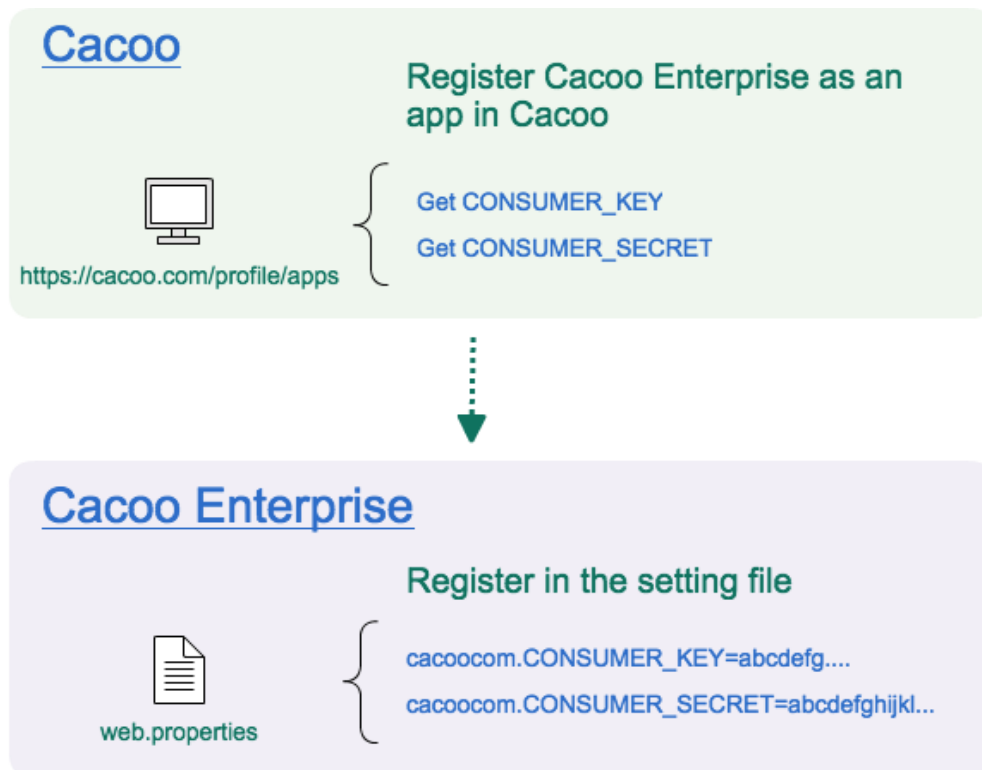 Cacoo
Register Cacoo Enterprise as an
app in Cacoo
Get CONSUMER_KEY
Get CONSUMER_SECRET
https://cacoo.com/profile/apps
Cacoo Enterprise
Register in the setting file
cacoocom.CONSUMER_KEY=abcdefg....
cacoocom.CONSUMER_SECRET=abcdefghijkl...
web.properties